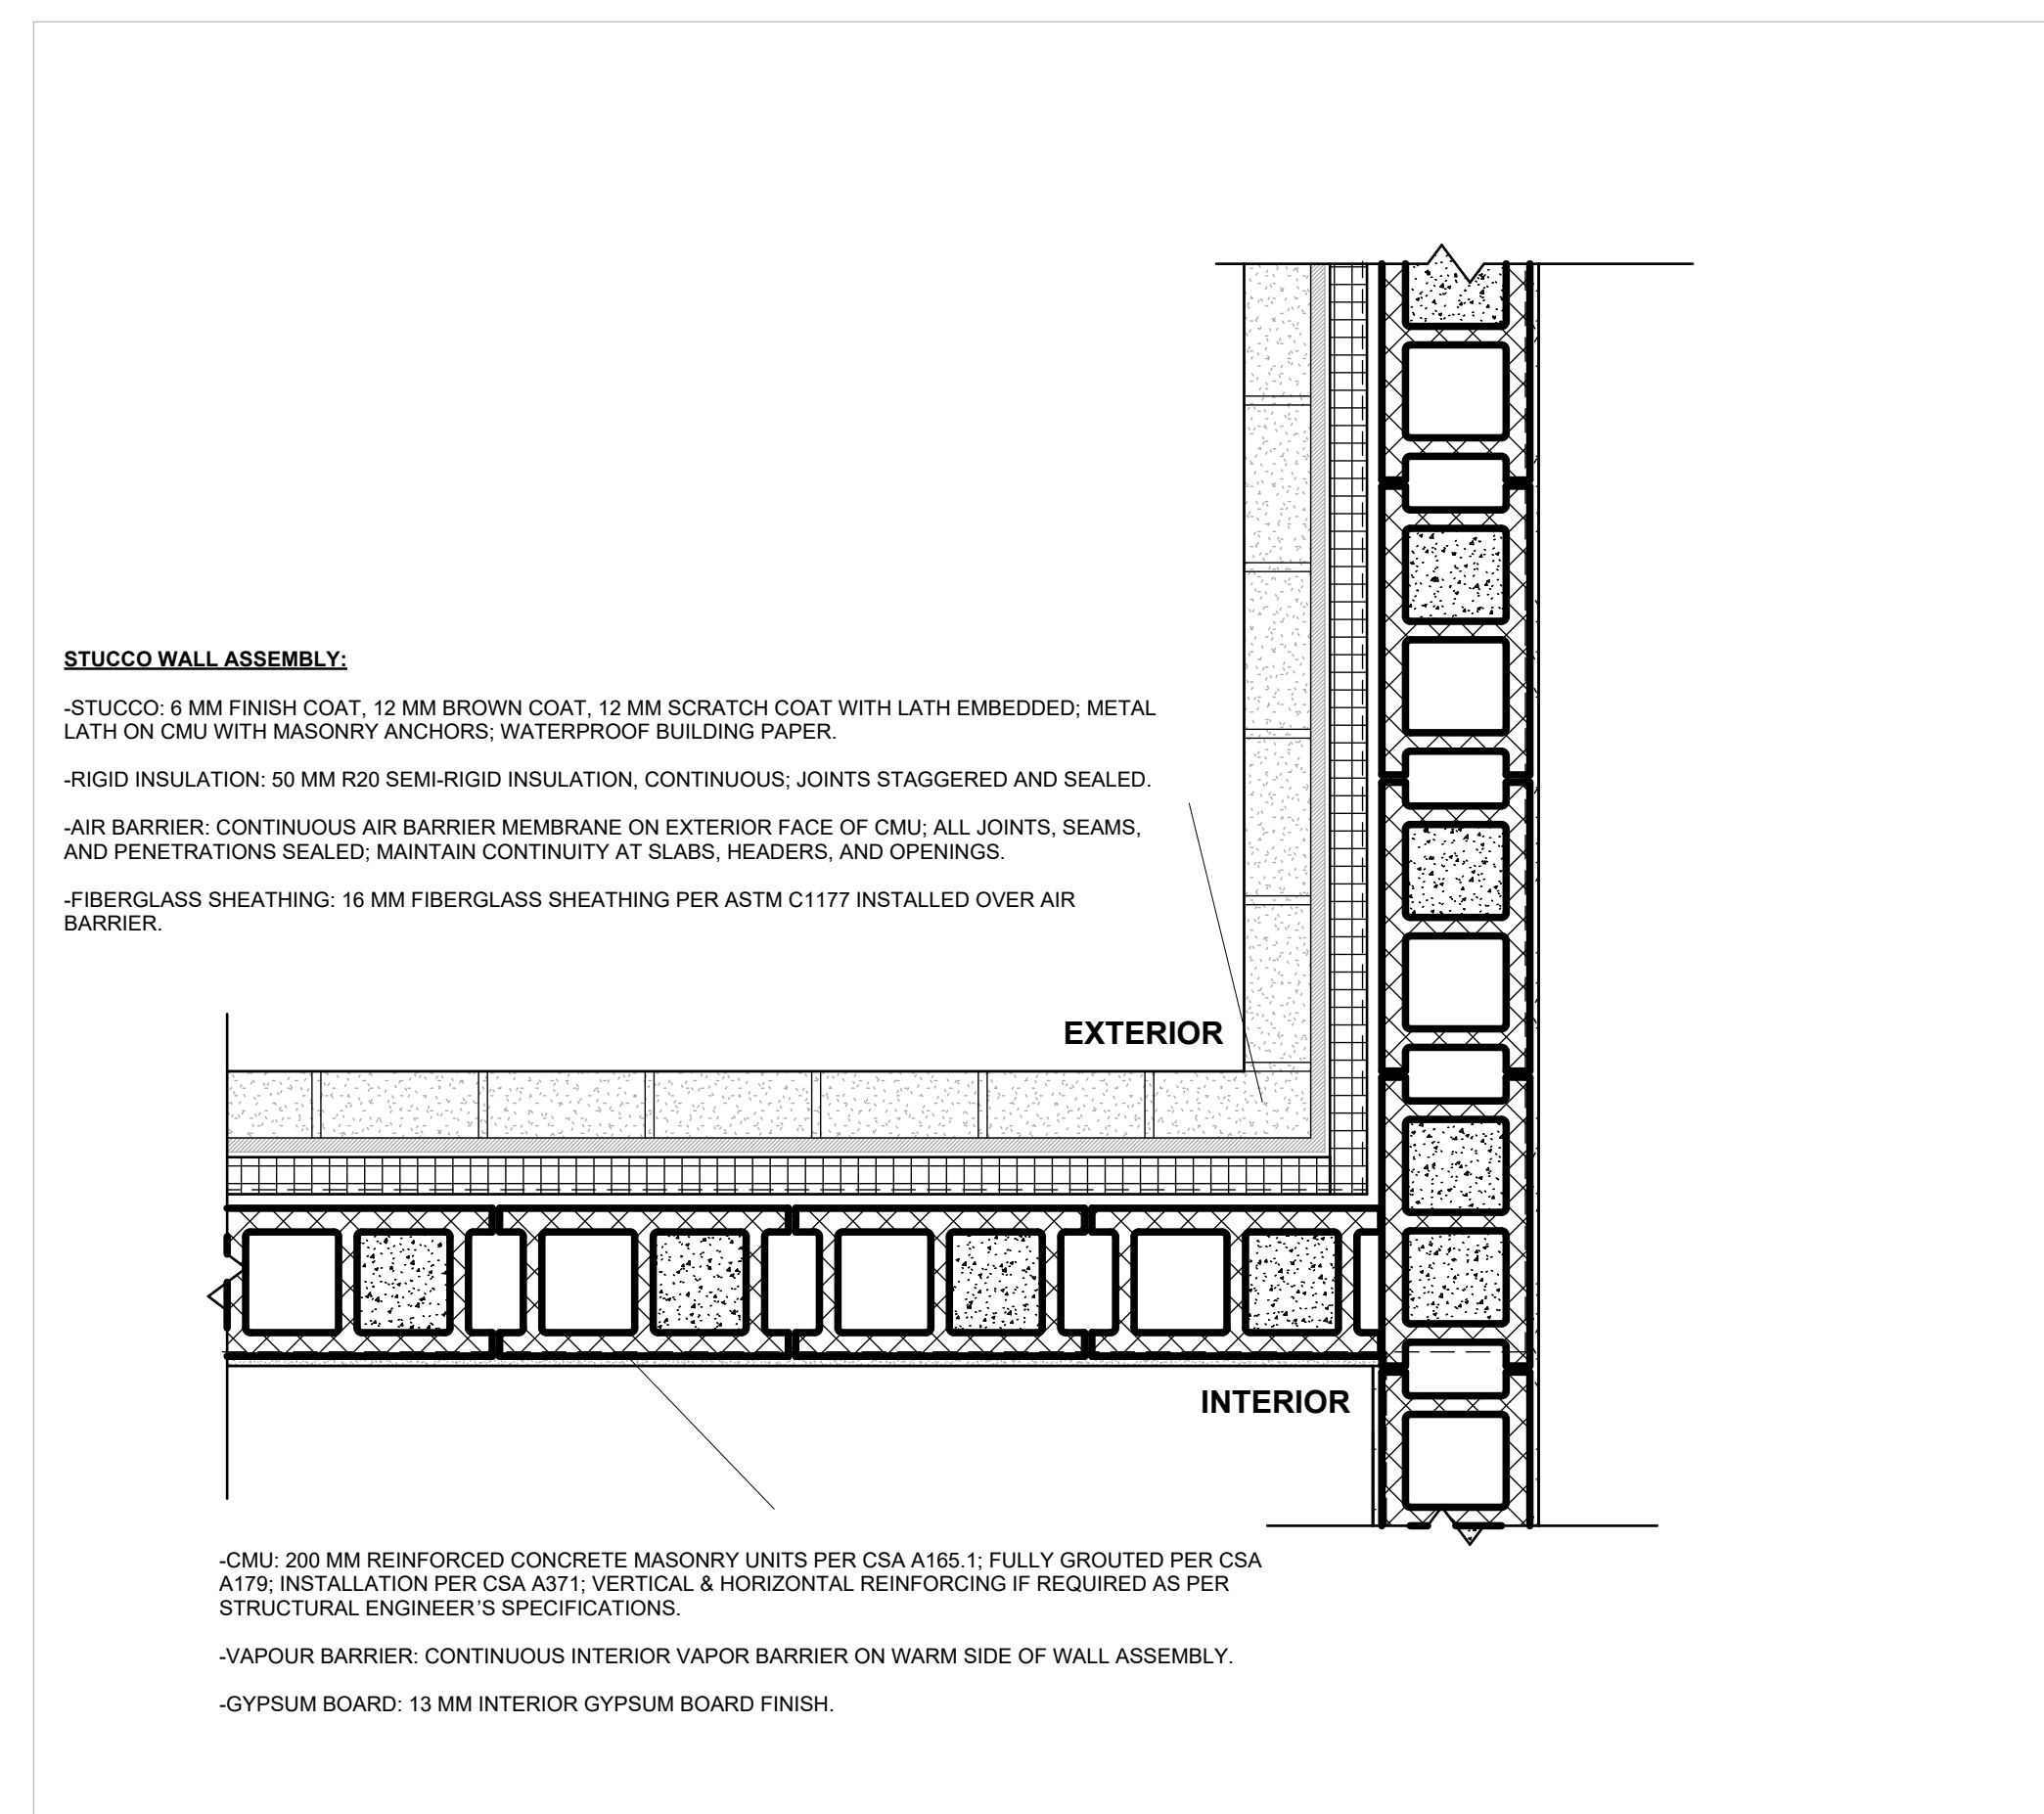 STUCCO WALL ASSEMBLY:
-STUCCO: 6 MM FINISH COAT, 12 MM BROWN COAT, 12 MM SCRATCH COAT WITH LATH EMBEDDED; METAL
LATH ON CMU WITH MASONRY ANCHORS; WATERPROOF BUILDING PAPER.
-RIGID INSULATION: 50 MM R20 SEMI-RIGID INSULATION, CONTINUOUS; JOINTS STAGGERED AND SEALED.
-AIR BARRIER: CONTINUOUS AIR BARRIER MEMBRANE ON EXTERIOR FACE OF CMU; ALL JOINTS, SEAMS,
AND PENETRATIONS SEALED; MAINTAIN CONTINUITY AT SLABS, HEADERS, AND OPENINGS.
-FIBERGLASS SHEATHING: 16 MM FIBERGLASS SHEATHING PER ASTM C1177 INSTALLED OVER AIR
BARRIER.
EXTERIOR
INTERIOR
-CMU: 200 MM REINFORCED CONCRETE MASONRY UNITS PER CSA A165.1; FULLY GROUTED PER CSA
A179; INSTALLATION PER CSA A371; VERTICAL & HORIZONTAL REINFORCING IF REQUIRED AS PER
STRUCTURAL ENGINEER’S SPECIFICATIONS.
-VAPOUR BARRIER: CONTINUOUS INTERIOR VAPOR BARRIER ON WARM SIDE OF WALL ASSEMBLY.
-GYPSUM BOARD: 13 MM INTERIOR GYPSUM BOARD FINISH.